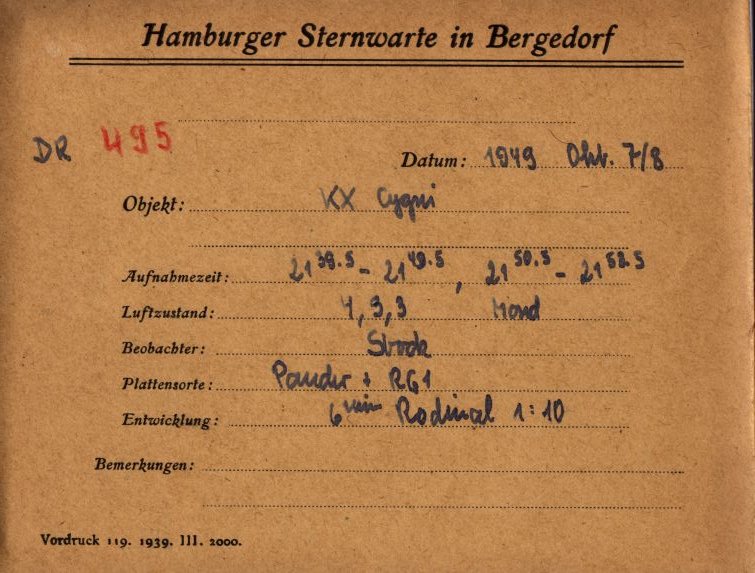 Hamburger Sternwarte in Bergedorf
DR 495
Datum: 1949 Okt. 7/8
Objekt: KX Cygni
Aufnahmezeit: 21 39.5 - 21 49.5, 21 50.5 - 21 52.5
Luftzustand: 4, 3, 3 Mond
Beobachter: Stock
Plattensorte: + RG1
Entwicklung: 6 min Rodinal 1:10
Bemerkungen:
Vordruck 119. 1939. III. 2000.